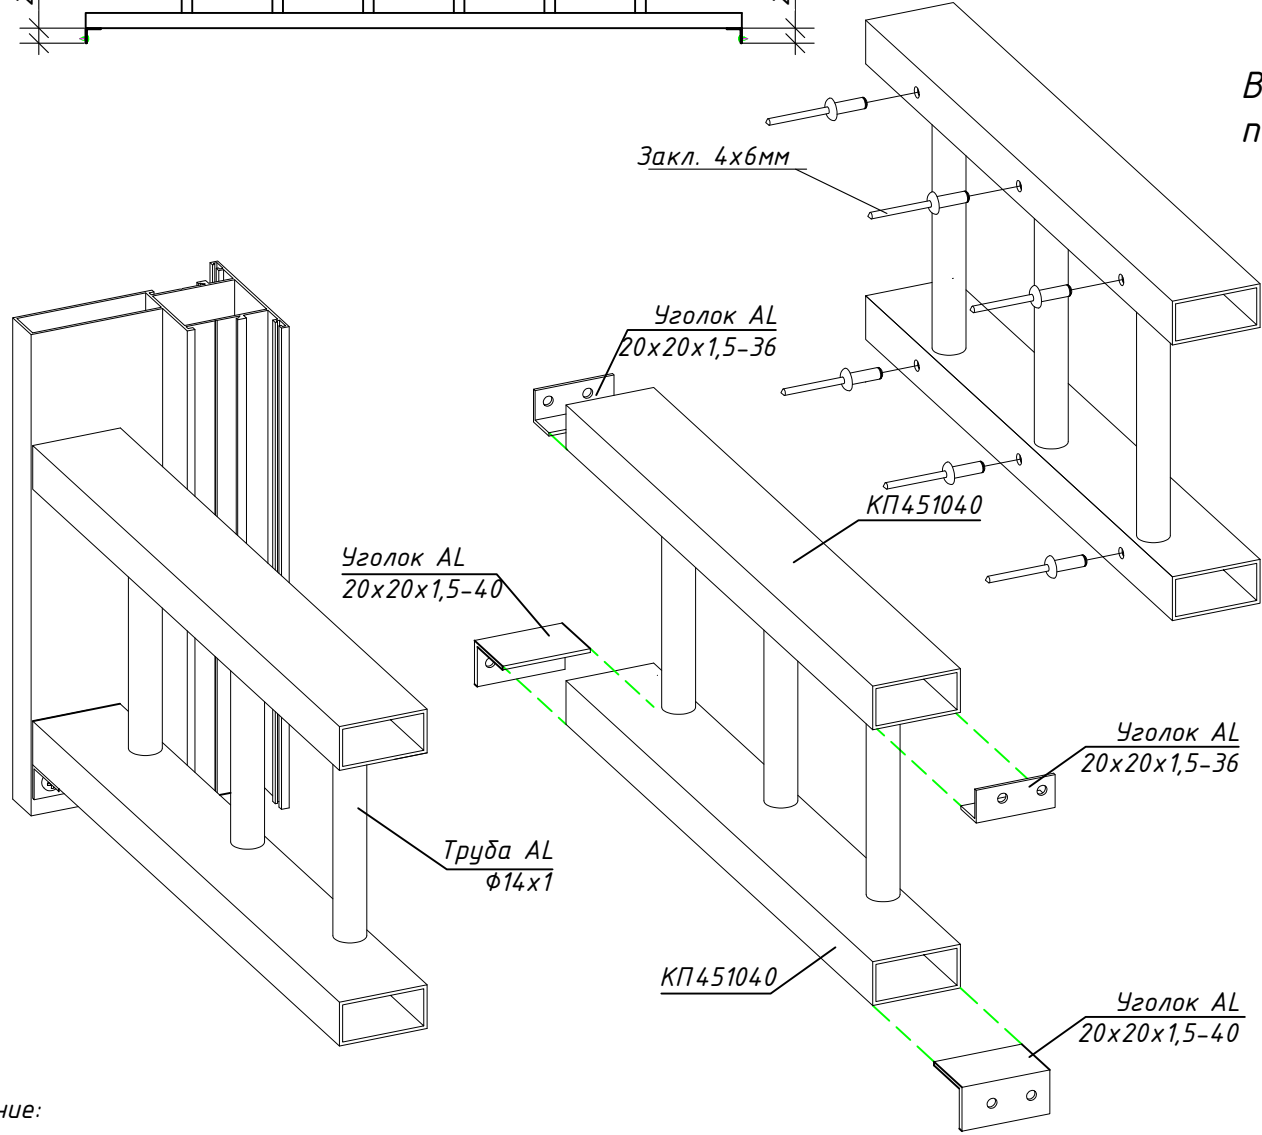 В
п
Закл. 4х6мм
Уголок AL
20х20х1,5-36
КП451040
Уголок AL
20х20х1,5-40
Уголок AL
20х20х1,5-36
Труба AL
Ф14х1
КП451040
Уголок AL
20х20х1,5-40
ние: